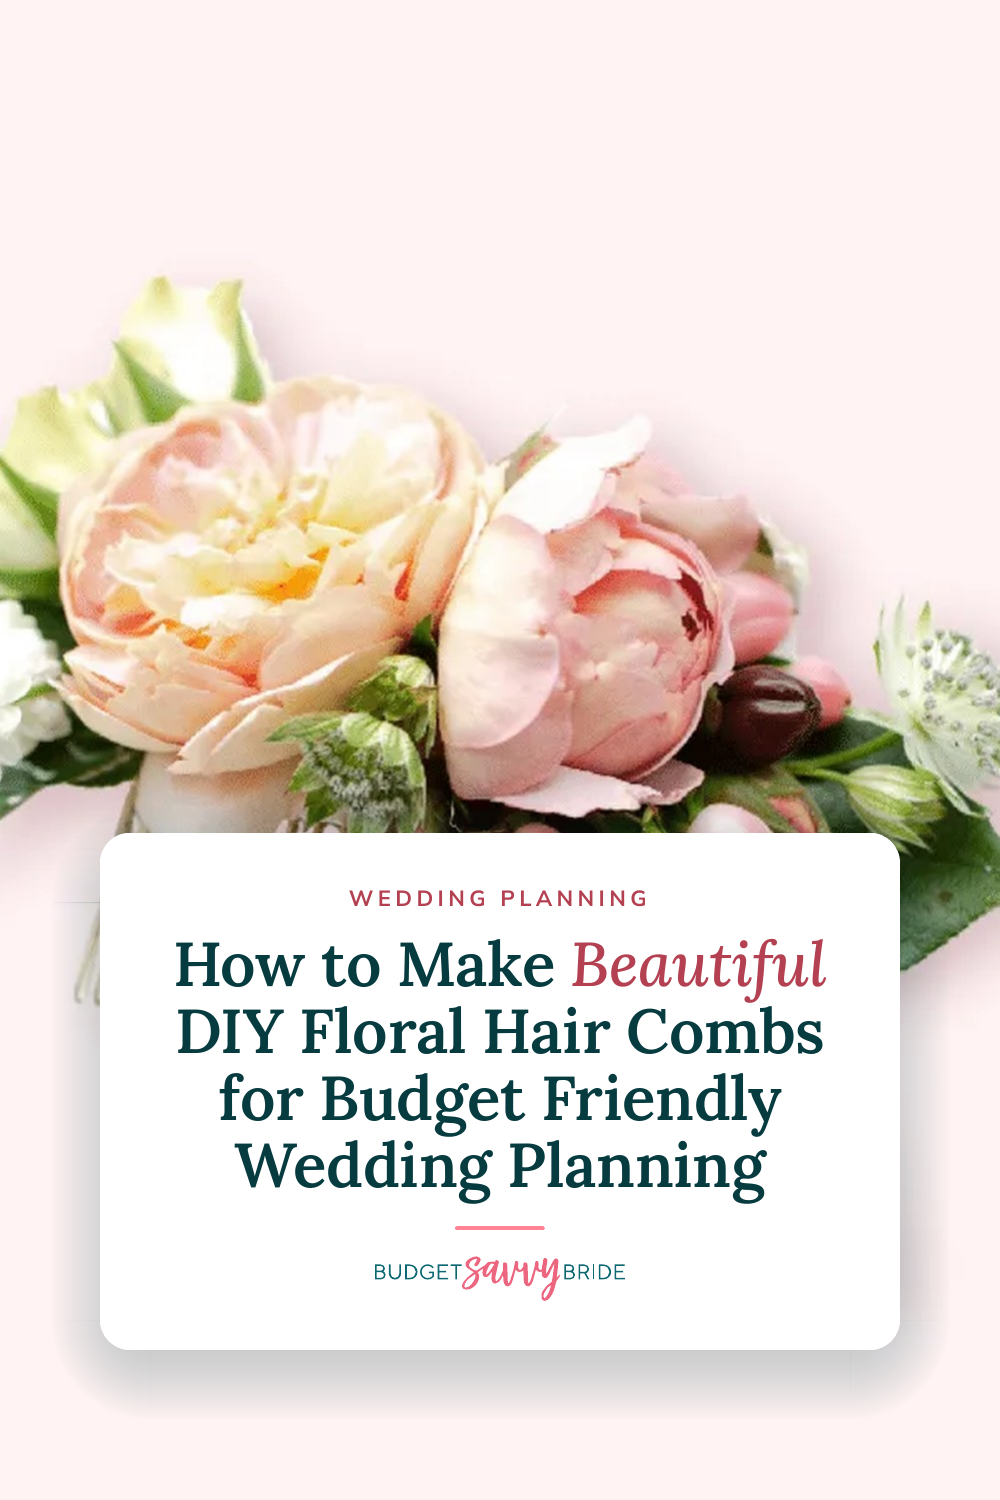 WEDDING PLANNING
How to Make Beautiful
DIY Floral Hair Combs
for Budget Friendly
Wedding Planning
BUDGET savvy BRIDE